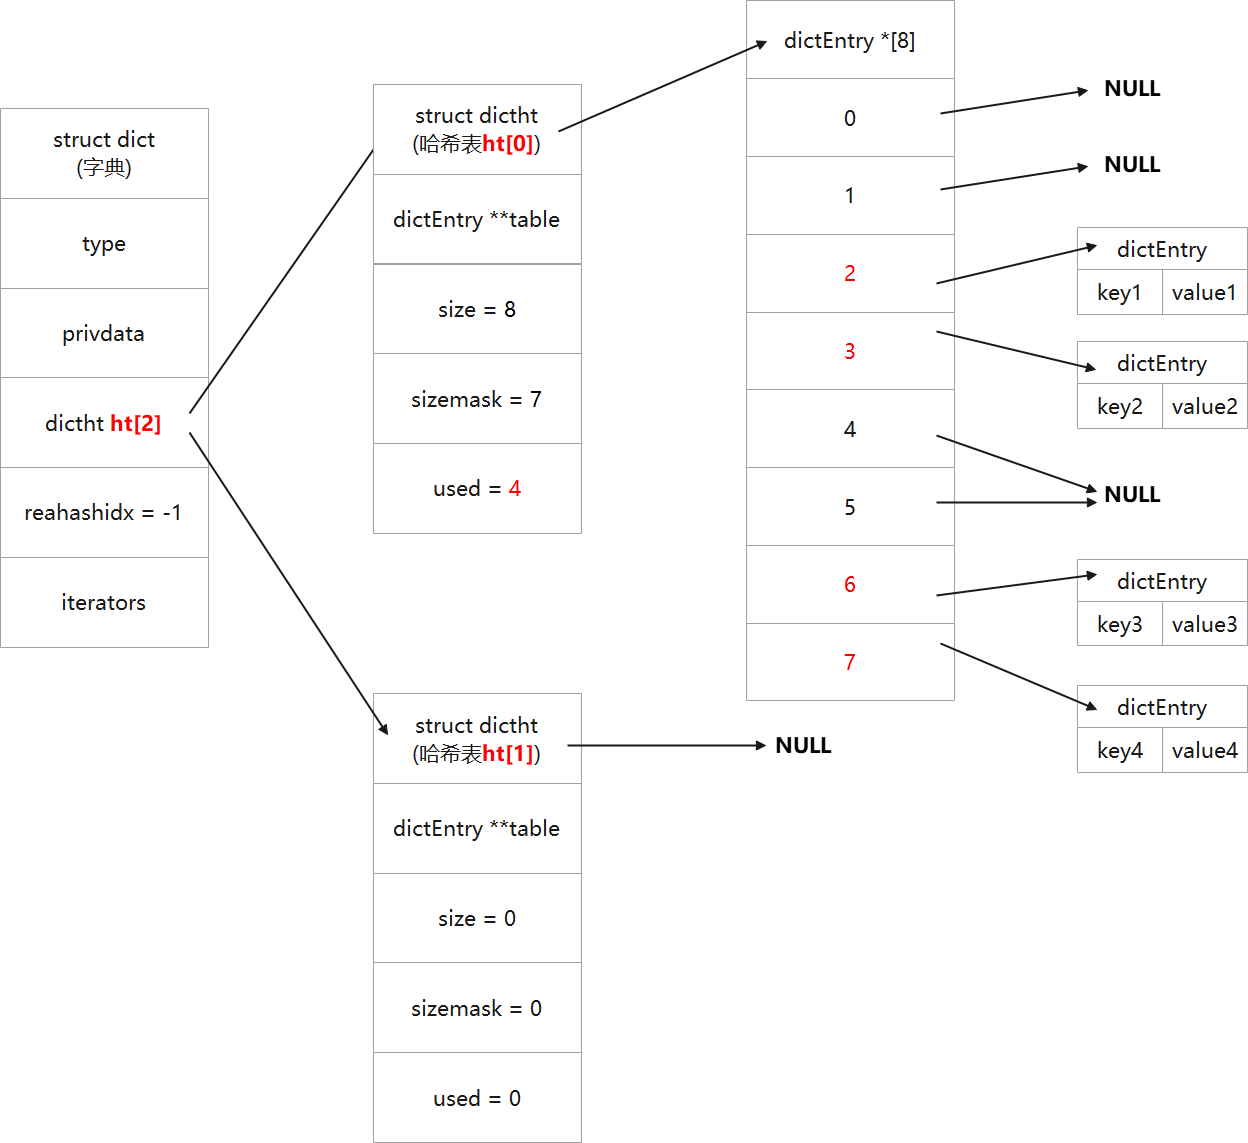 struct dict
(字典)
type
privdata
dictht ht[2]
reahashidx = -1
iterators
struct dictht
(哈希表ht[0])
dictEntry **table
size = 8
sizemask = 7
used = 4
struct dictht
(哈希表ht[1])
dictEntry **table
size = 0
sizemask = 0
used = 0
NULL
dictEntry *[8]
0
1
2
3
4
5
6
7
NULL
NULL
dictEntry
key1 value1
dictEntry
key2 value2
NULL
dictEntry
key3 value3
dictEntry
key4 value4